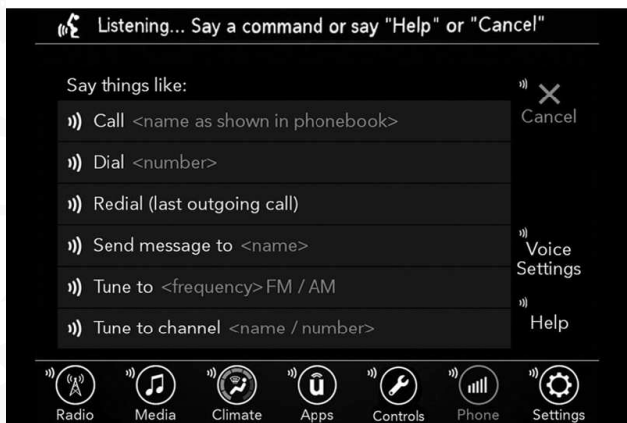 Listening... Say a command or say "Help" or "Cancel"
Say things like:
Call <name as shown in phonebook>
Cancel
Dial <number>
Redial (last outgoing call)
Send message to <name>
Voice
Settings
Tune to <frequency> FM / AM
Tune to channel <name / number>
Help
û
Radio
Media
Climate
Apps
Controls
Phone
Settings